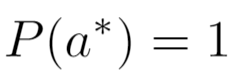 P(a*) = 1